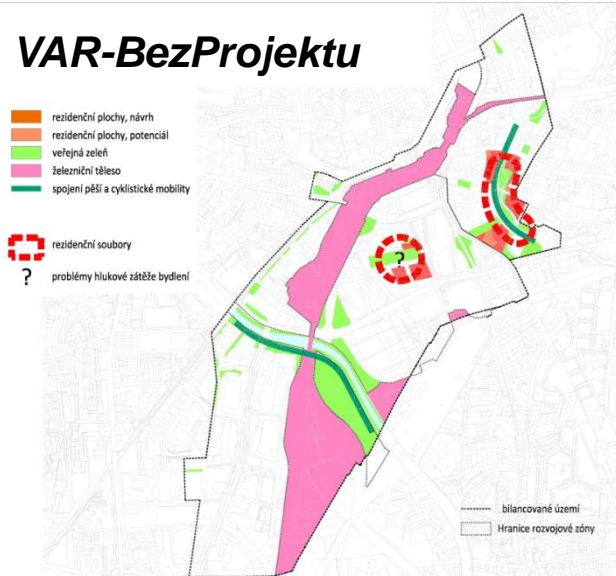 VAR-BezProjektu
rezidenční plochy, návrh
rezidenční plochy, potenciál
veřejná zeleň
železniční těleso
spojení pěší a cyklistické mobility
rezidenční soubory
? problémy hlukové zátěže bydlení
?
bilancované území
Hranice rozvojové zóny